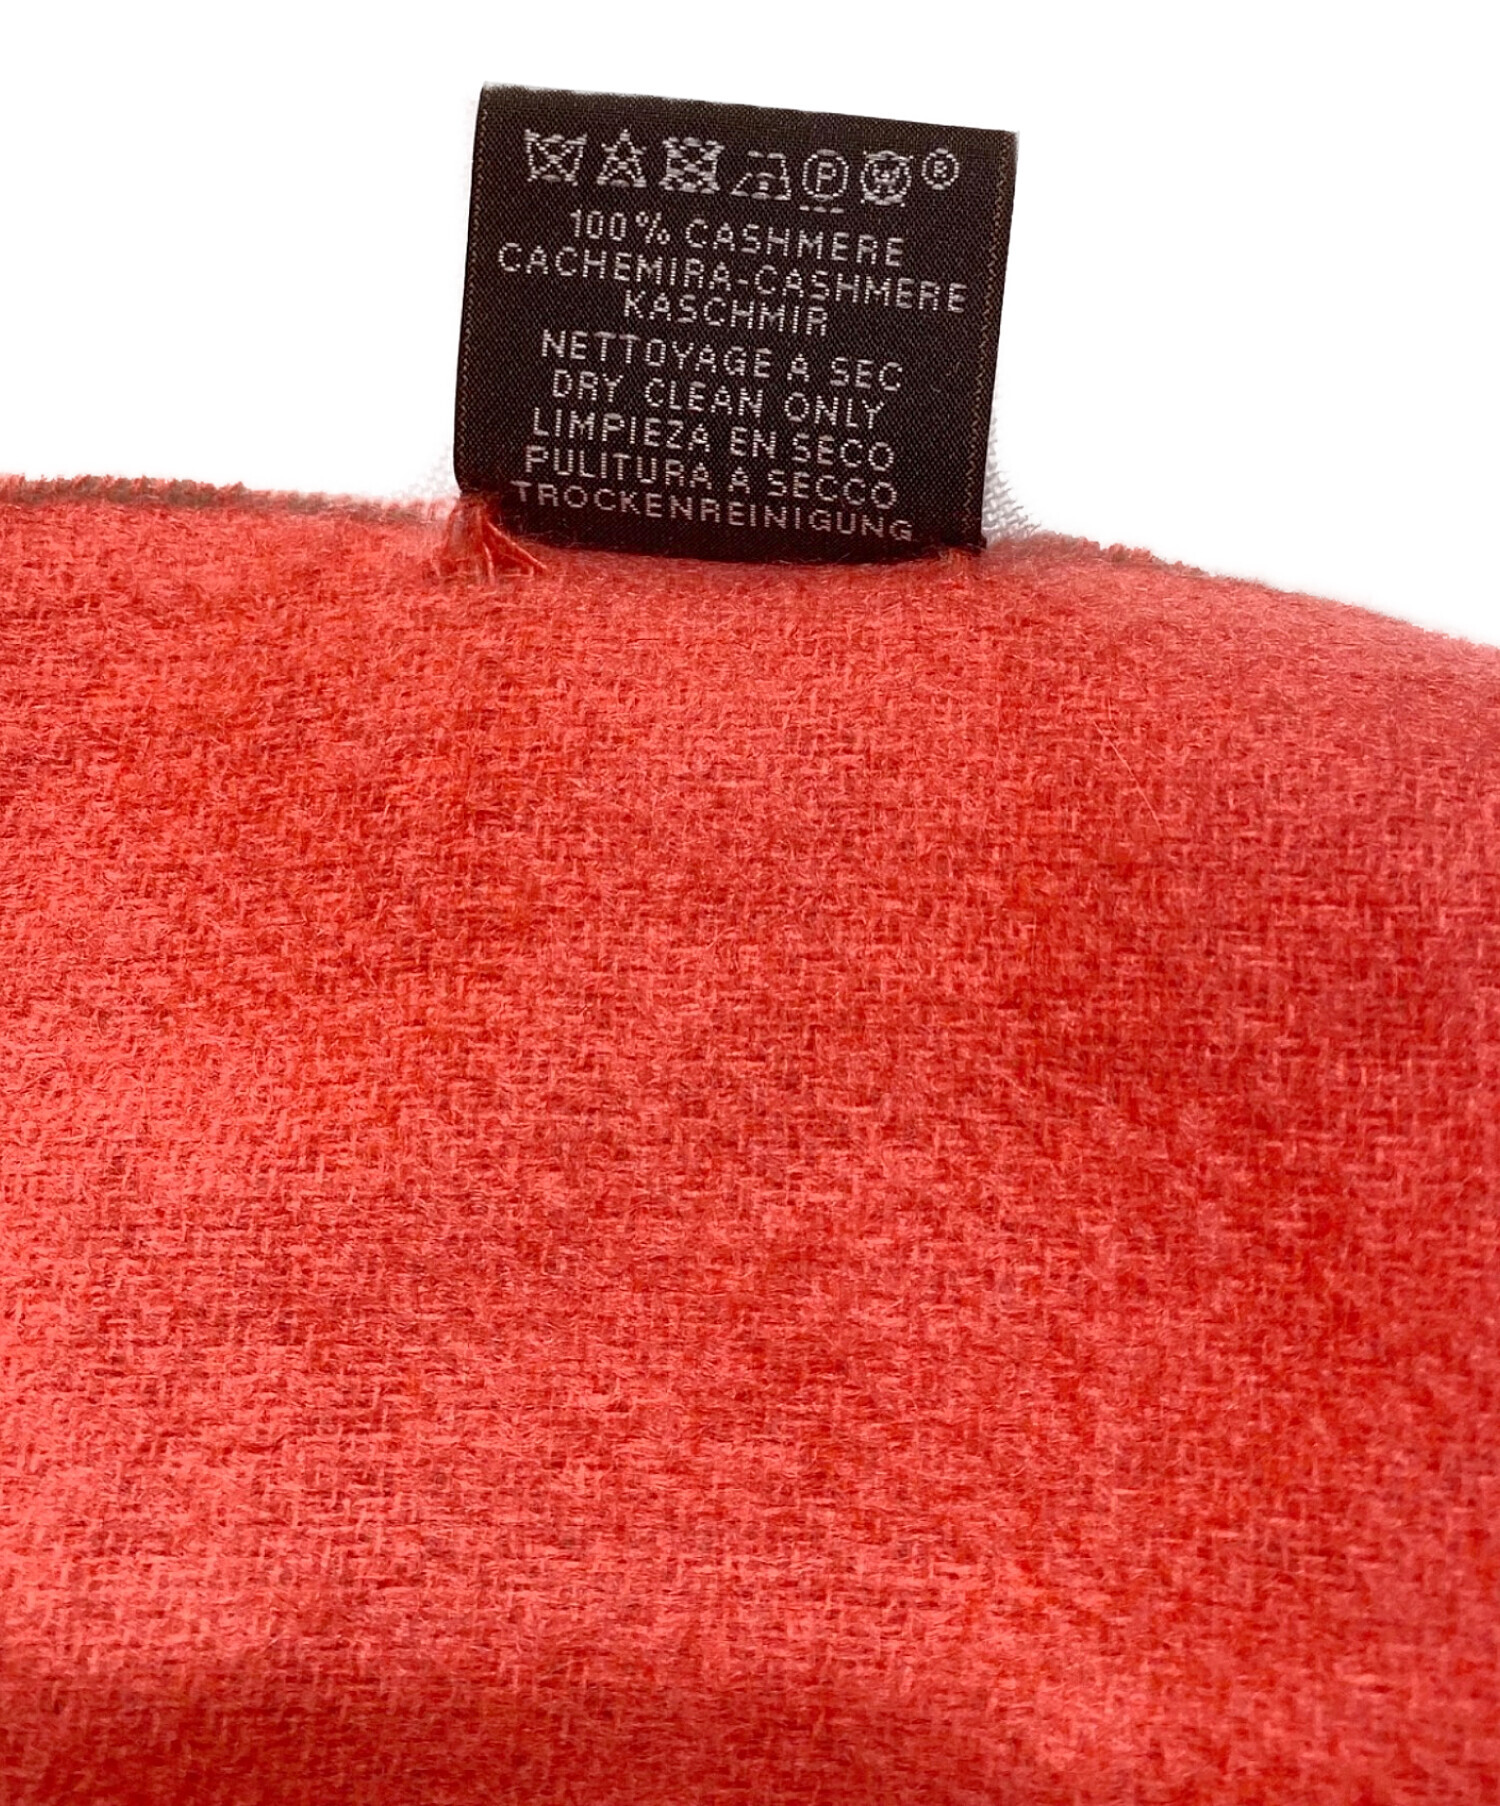 P W ®
100% CASHMERE
CACHEMIRA-CASHMERE
KASCHMIR
NETTOYAGE A SEC
DRY CLEAN ONLY
LIMPIEZA EN SECO
PULITURA A SECCO
TROCKENREINIGUNG